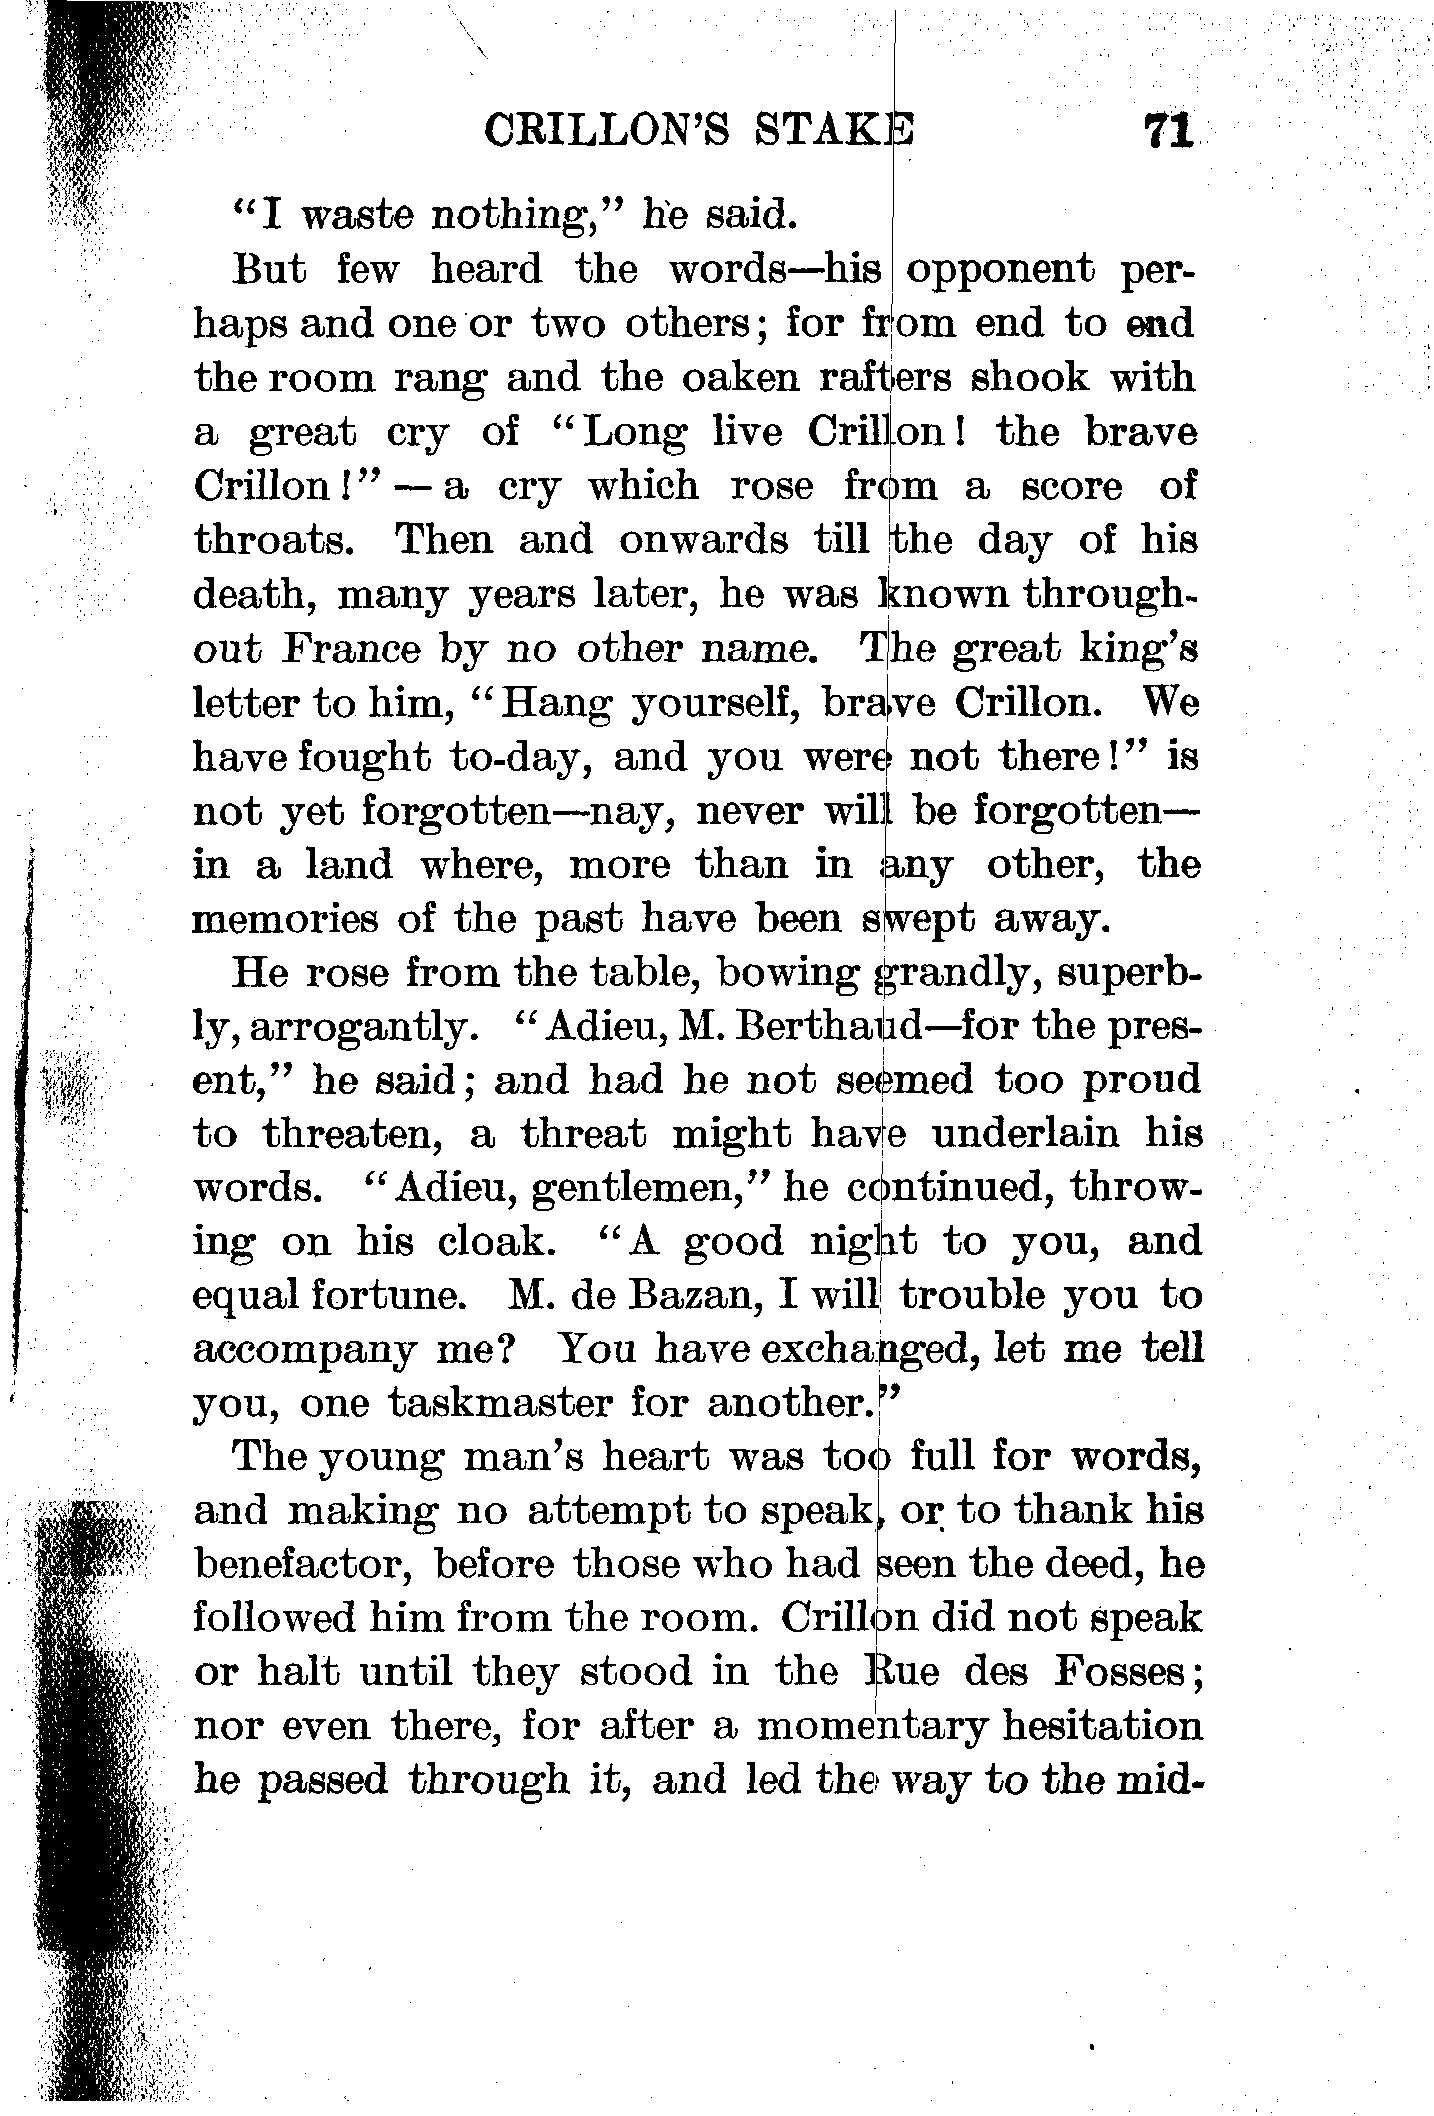 CRILLON'S STAKE 71
"I waste nothing," he said.
But few heard the words—his opponent per-
haps and one or two others; for from end to end
the room rang and the oaken rafters shook with
a great cry of "Long live Crillon! the brave
Crillon!"—a cry which rose from a score of
throats. Then and onwards till the day of his
death, many years later, he was known through-
out France by no other name. The great king's
letter to him, "Hang yourself, brave Crillon. We
have fought to-day, and you were not there!" is
not yet forgotten—nay, never will be forgotten—
in a land where, more than in any other, the
memories of the past have been swept away.
He rose from the table, bowing grandly, superb-
ly, arrogantly. "Adieu, M. Berthaud—for the pres-
ent," he said; and had he not seemed too proud
to threaten, a threat might have underlain his
words. "Adieu, gentlemen," he continued, throw-
ing on his cloak. "A good night to you, and
equal fortune. M. de Bazan, I will trouble you to
accompany me? You have exchanged, let me tell
you, one taskmaster for another."
The young man's heart was too full for words,
and making no attempt to speak, or to thank his
benefactor, before those who had seen the deed, he
followed him from the room. Crillon did not speak
or halt until they stood in the Rue des Fosses;
nor even there, for after a momentary hesitation
he passed through it, and led the way to the mid-